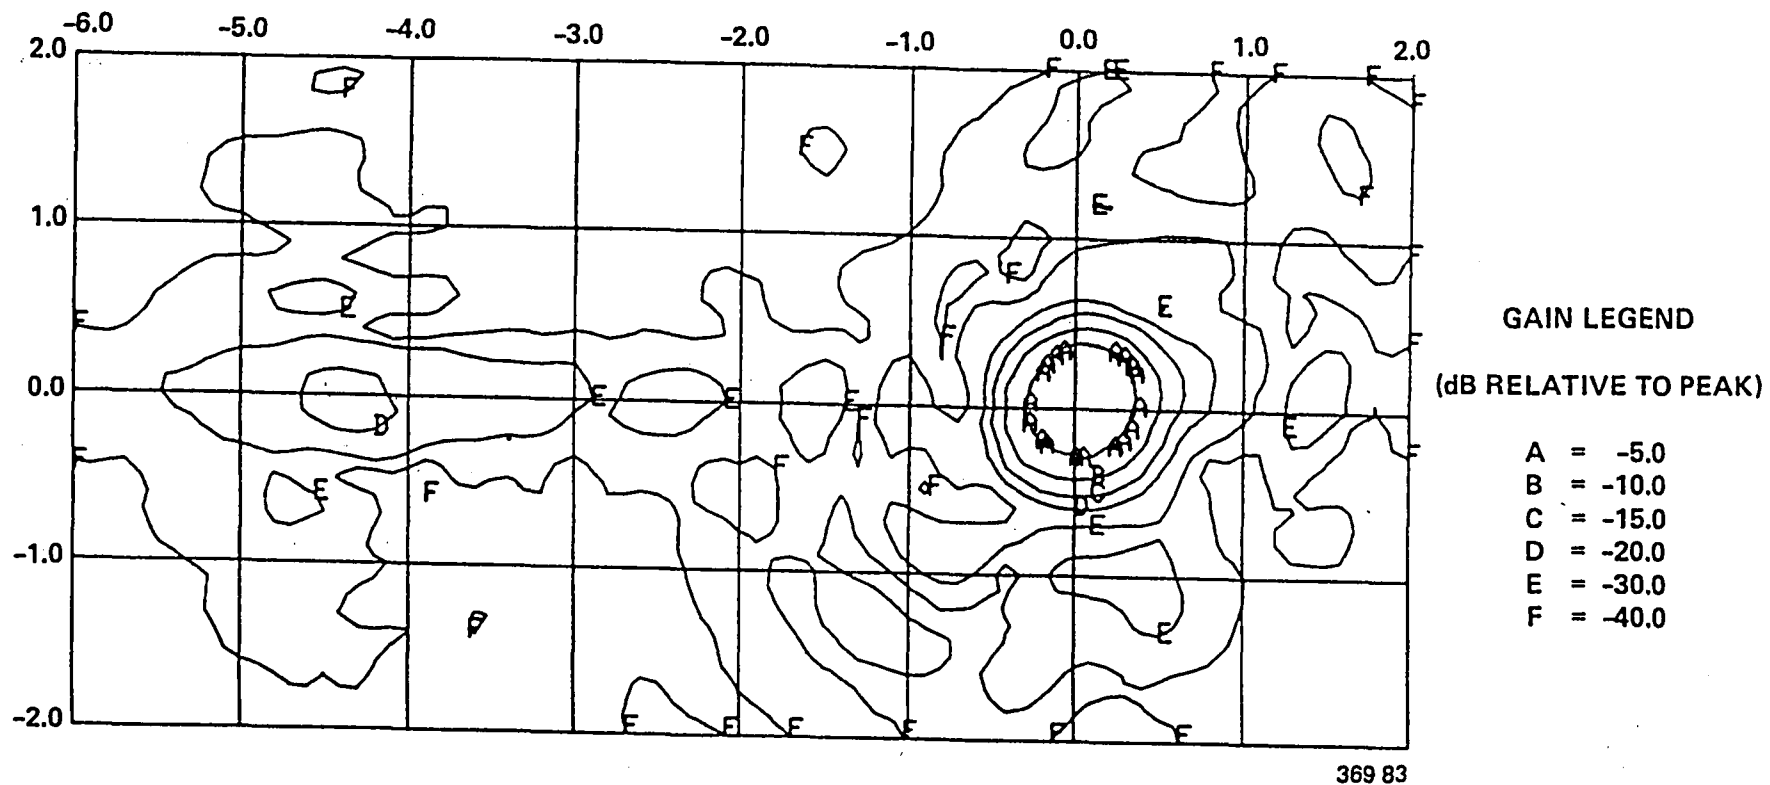 -6.0 -5.0 -4.0 -3.0 -2.0 -1.0 0.0 1.0 2.0
2.0
1.0
0.0
-1.0
-2.0
GAIN LEGEND
(dB RELATIVE TO PEAK)
A = -5.0
B = -10.0
C = -15.0
D = -20.0
E = -30.0
F = -40.0
369 83